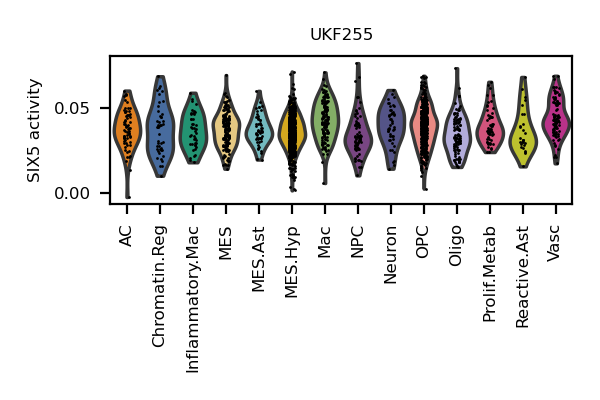 UKF255
SIX5 activity
0.05
0.00
AC
Chromatin.Reg
Inflammatory.Mac
MES
MES.Ast
MES.Hyp
Mac
NPC
Neuron
OPC
Oligo
Prolif.Metab
Reactive.Ast
Vasc